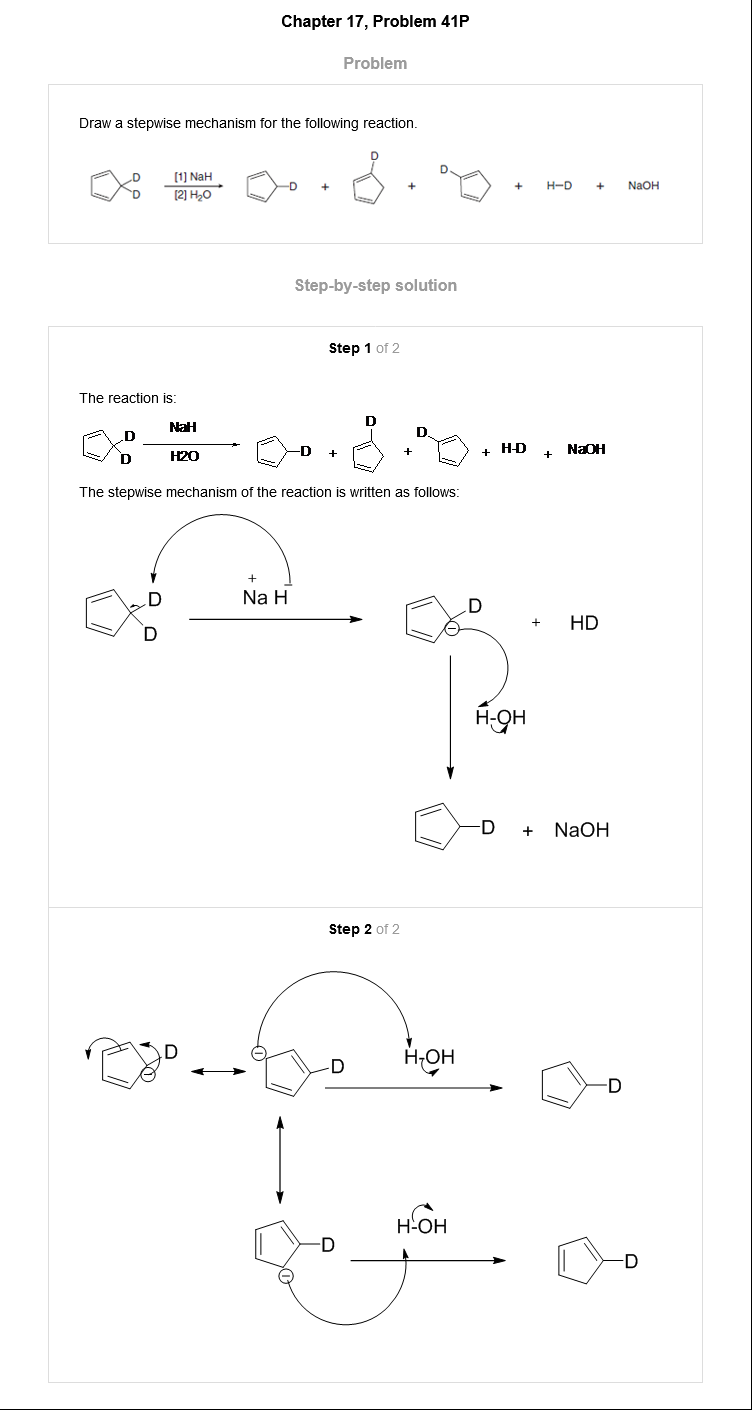 Chapter 17, Problem 41P
Problem
Draw a stepwise mechanism for the following reaction.
D
D
D
[1] NaH
D
D
+
+
+
H–D
+
NaOH
[2] H₂O
D
Step-by-step solution
Step 1 of 2
The reaction is:
D
NaH
D
D
D
+
+
+
H-D
+
NaOH
H2O
D
The stepwise mechanism of the reaction is written as follows:
+
–
D
Na H
D
+
HD
D
–
H-OH
D
+
NaOH
Step 2 of 2
–
D
H-OH
D
–
D
H-OH
D
D
–